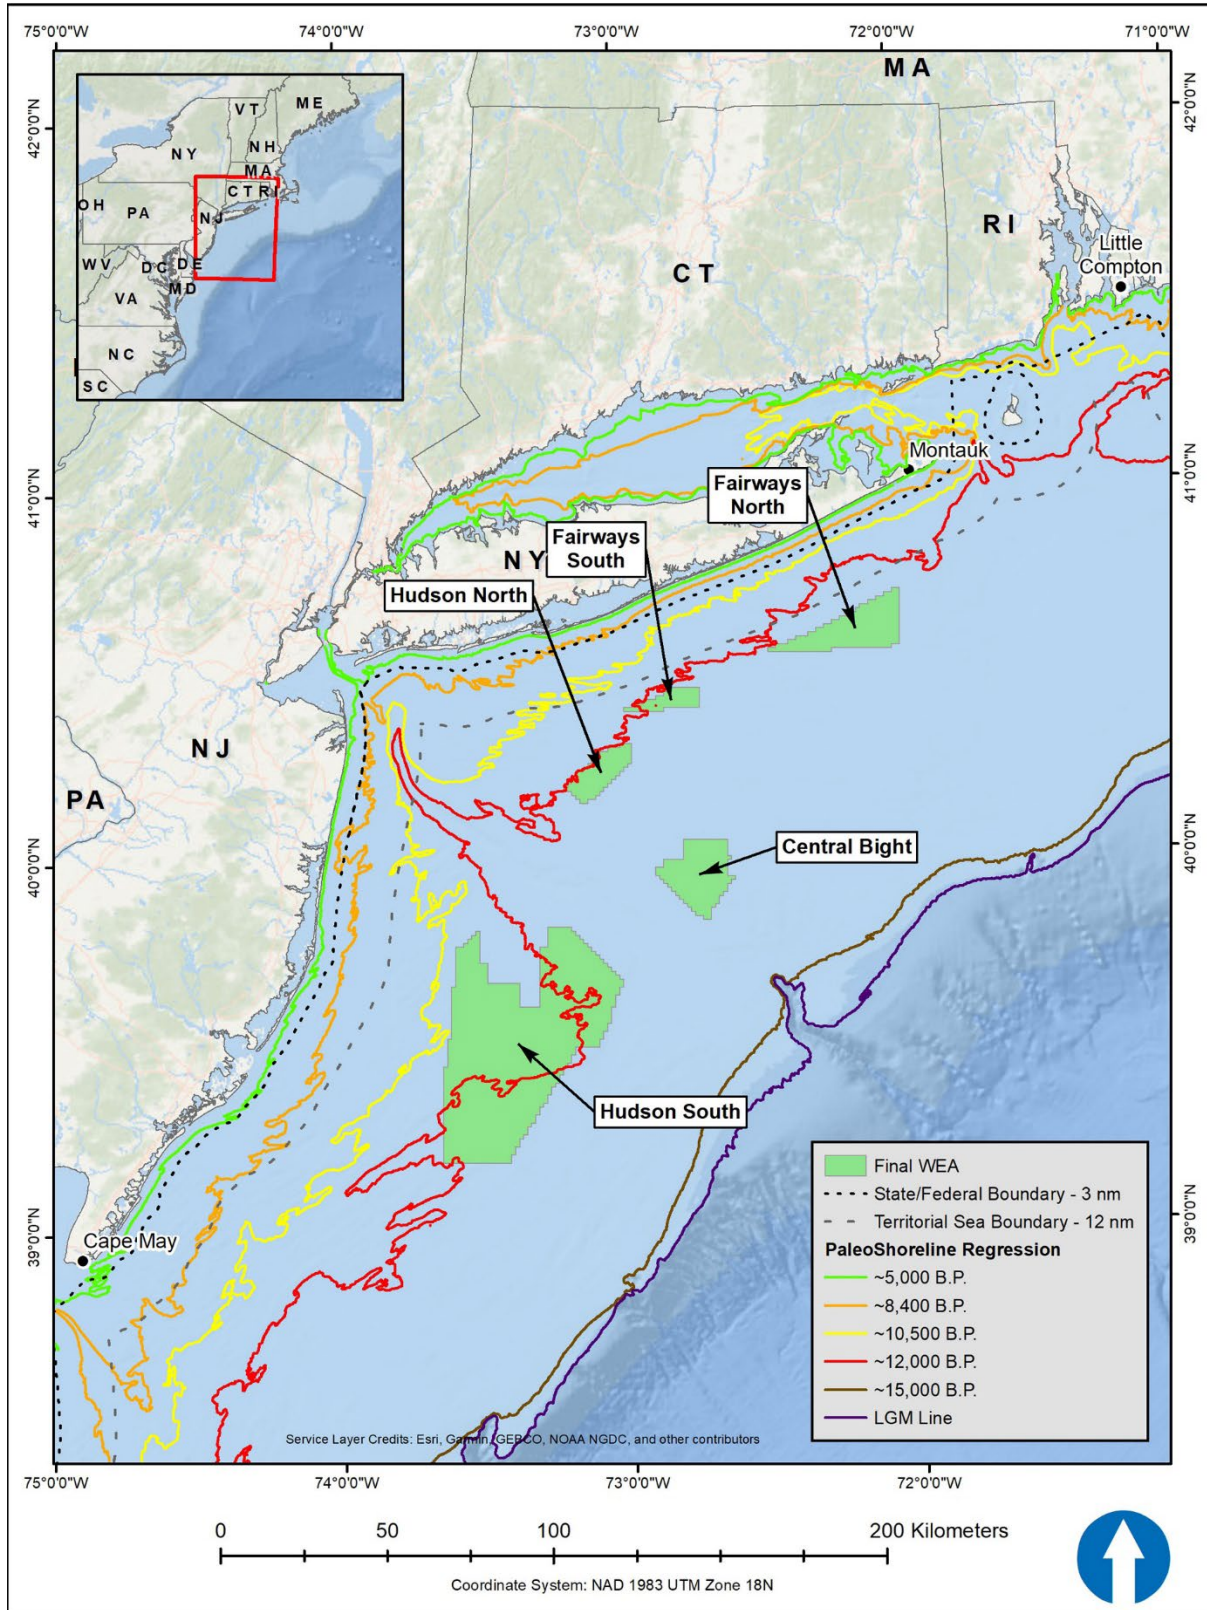 75°0'0"W
74°0'0"W
73°0'0"W
72°0'0"W
71°0'0"W
42°0'0"N
41°0'0"N
40°0'0"N
39°0'0"N
42°0'0"N
41°0'0"N
40°0'0"N
39°0'0"N
VT
ME
NH
NY
MA
CT RI
OH
PA
NJ
WV
DC
DE
MD
VA
NC
SC
MA
RI
CT
Little
Compton
Montauk
Fairways
North
Fairways
South
NY
Hudson North
NJ
PA
Central Bight
Hudson South
Cape May
Final WEA
State/Federal Boundary - 3 nm
Territorial Sea Boundary - 12 nm
PaleoShoreline Regression
~5,000 B.P.
~8,400 B.P.
~10,500 B.P.
~12,000 B.P.
~15,000 B.P.
LGM Line
Service Layer Credits: Esri, Garmin, GEBCO, NOAA NGDC, and other contributors
75°0'0"W
74°0'0"W
73°0'0"W
72°0'0"W
0 50 100 200 Kilometers
Coordinate System: NAD 1983 UTM Zone 18N